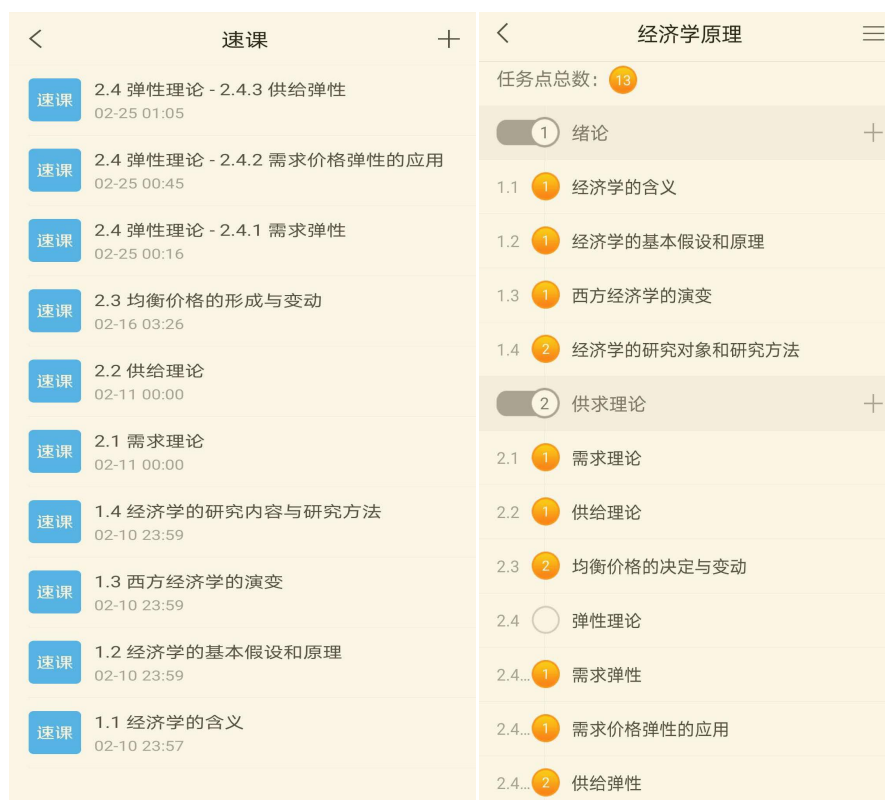 速课
速课
2.4 弹性理论 - 2.4.3 供给弹性
02-25 01:05
速课
2.4 弹性理论 - 2.4.2 需求价格弹性的应用
02-25 00:45
速课
2.4 弹性理论 - 2.4.1 需求弹性
02-25 00:16
速课
2.3 均衡价格的形成与变动
02-16 03:26
速课
2.2 供给理论
02-11 00:00
速课
2.1 需求理论
02-11 00:00
速课
1.4 经济学的研究内容与研究方法
02-10 23:59
速课
1.3 西方经济学的演变
02-10 23:59
速课
1.2 经济学的基本假设和原理
02-10 23:59
速课
1.1 经济学的含义
02-10 23:57
经济学原理
任务点总数: 13
1 绪论
1.1 1 经济学的含义
1.2 1 经济学的基本假设和原理
1.3 1 西方经济学的演变
1.4 2 经济学的研究对象和研究方法
2 供求理论
2.1 1 需求理论
2.2 1 供给理论
2.3 2 均衡价格的决定与变动
2.4 弹性理论
2.4... 1 需求弹性
2.4... 1 需求价格弹性的应用
2.4... 2 供给弹性